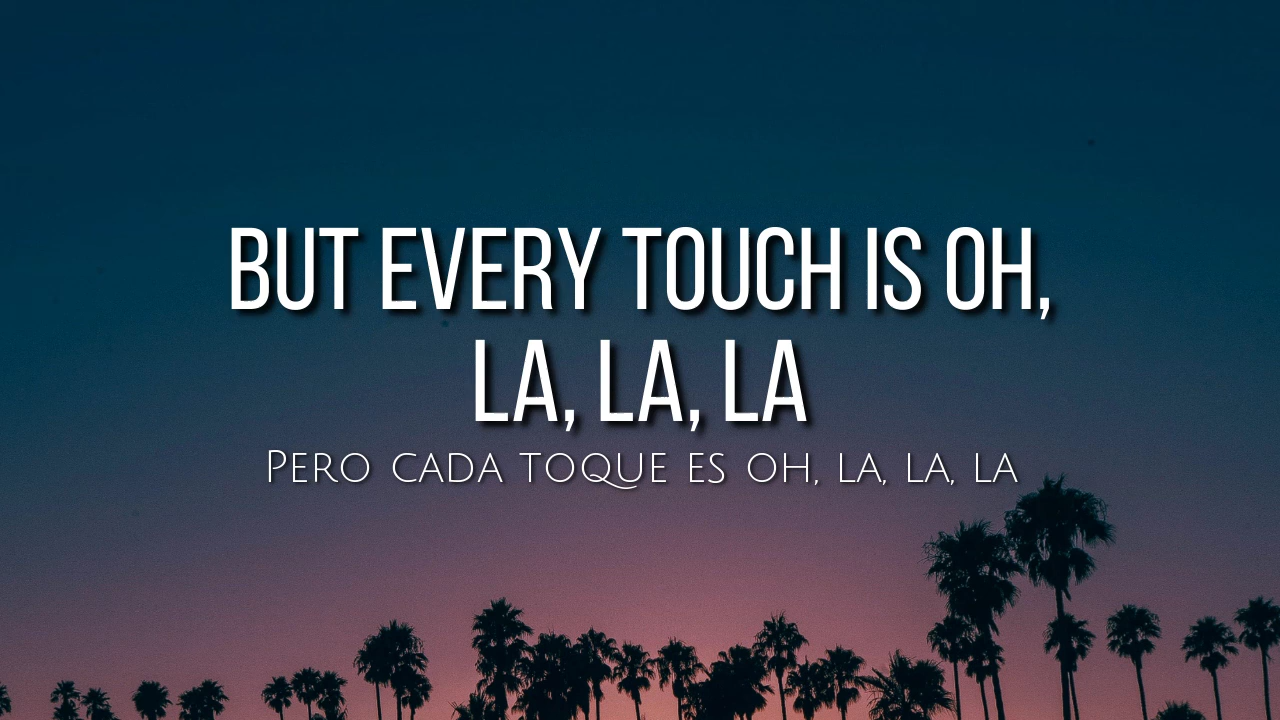 BUT EVERY TOUCH IS OH,
LA, LA, LA
Pero cada toque es oh, la, la, la